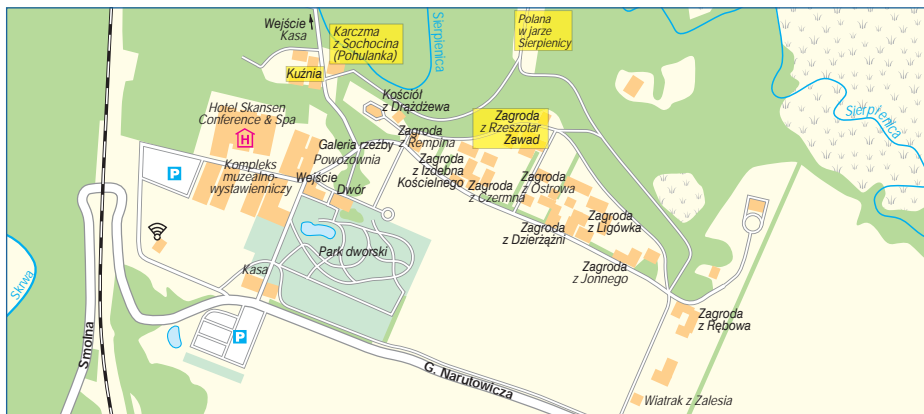 Wejście
Kasa
Karczma
z Sochocina
(Pohulanka)
Sierpienica
Polana
w jarze
Sierpienicy
Kuźnia
Kościół
z Drążdżewa
Hotel Skansen
Conference & Spa
H
Zagroda
z Rzeszotar
Zawad
Sierpienica
Galeria rzeźby
Powozownia
Zagroda
z Rempina
Zagroda
z Izdebna
Kościelnego
Zagroda
z Czermna
Zagroda
z Ostrowa
P
Kompleks
muzealno-
wystawienniczy
Wejście
Dwór
Zagroda
z Ligówka
Zagroda
z Dzierżążni
Park dworski
Zagroda
z Jonnego
Skrwa
Kasa
Zagroda
z Rębowa
Smolna
P
G. Narutowicza
Wiatrak z Zalesia